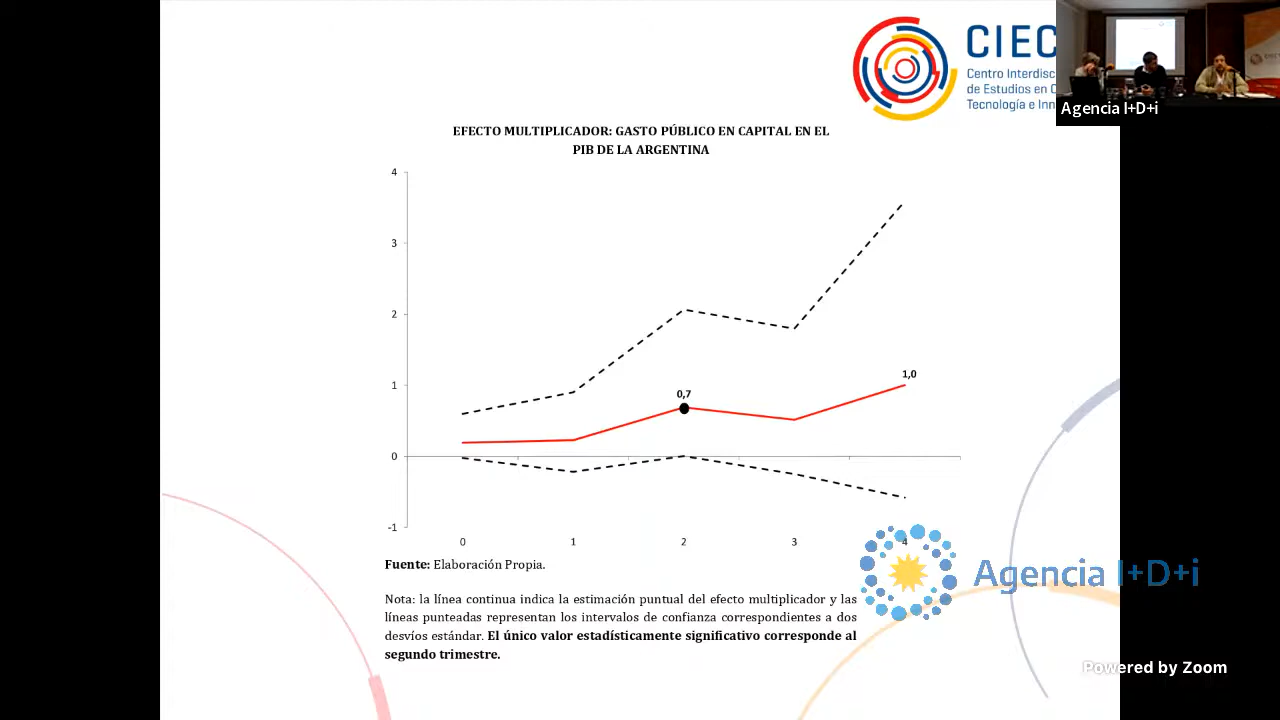 CIEC
Centro Interdisc
de Estudios en C
Tecnología e Inn
Agencia I+D+i
EFECTO MULTIPLICADOR: GASTO PÚBLICO EN CAPITAL EN EL
PIB DE LA ARGENTINA
4
3
2
1
0
-1
0,7
1,0
0 1 2 3 4
Fuente: Elaboración Propia.
Nota: la línea continua indica la estimación puntual del efecto multiplicador y las
líneas punteadas representan los intervalos de confianza correspondientes a dos
desvíos estándar. El único valor estadísticamente significativo corresponde al
segundo trimestre.
Agencia I+D+i
Powered by Zoom